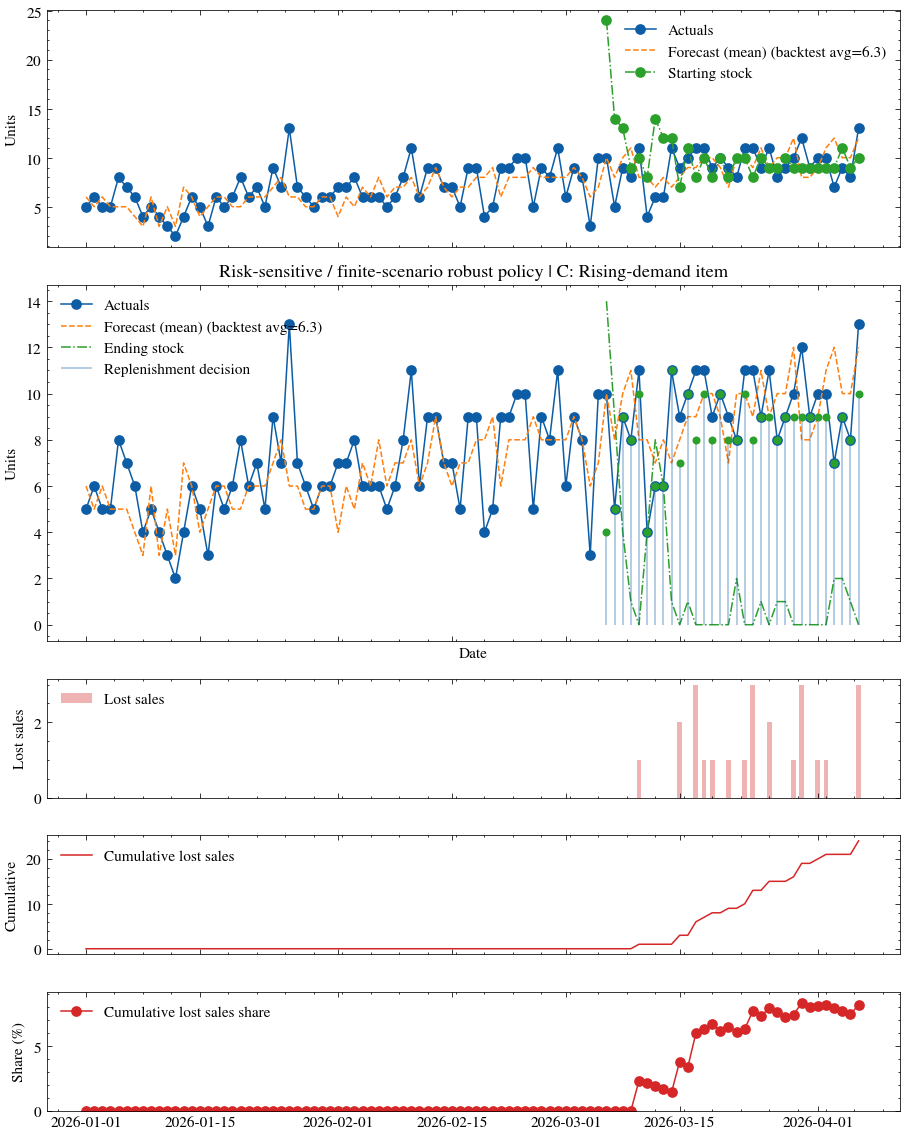 25
20
15
10
5
Units
Actuals
Forecast (mean) (backtest avg=6.3)
Starting stock
Risk-sensitive / finite-scenario robust policy | C: Rising-demand item
14
12
10
8
6
4
2
0
Units
Actuals
Forecast (mean) (backtest avg=6.3)
Ending stock
Replenishment decision
Date
2
0
Lost sales
Lost sales
20
10
0
Cumulative
Cumulative lost sales
5
0
Share (%)
Cumulative lost sales share
2026-01-01 2026-01-15 2026-02-01 2026-02-15 2026-03-01 2026-03-15 2026-04-01